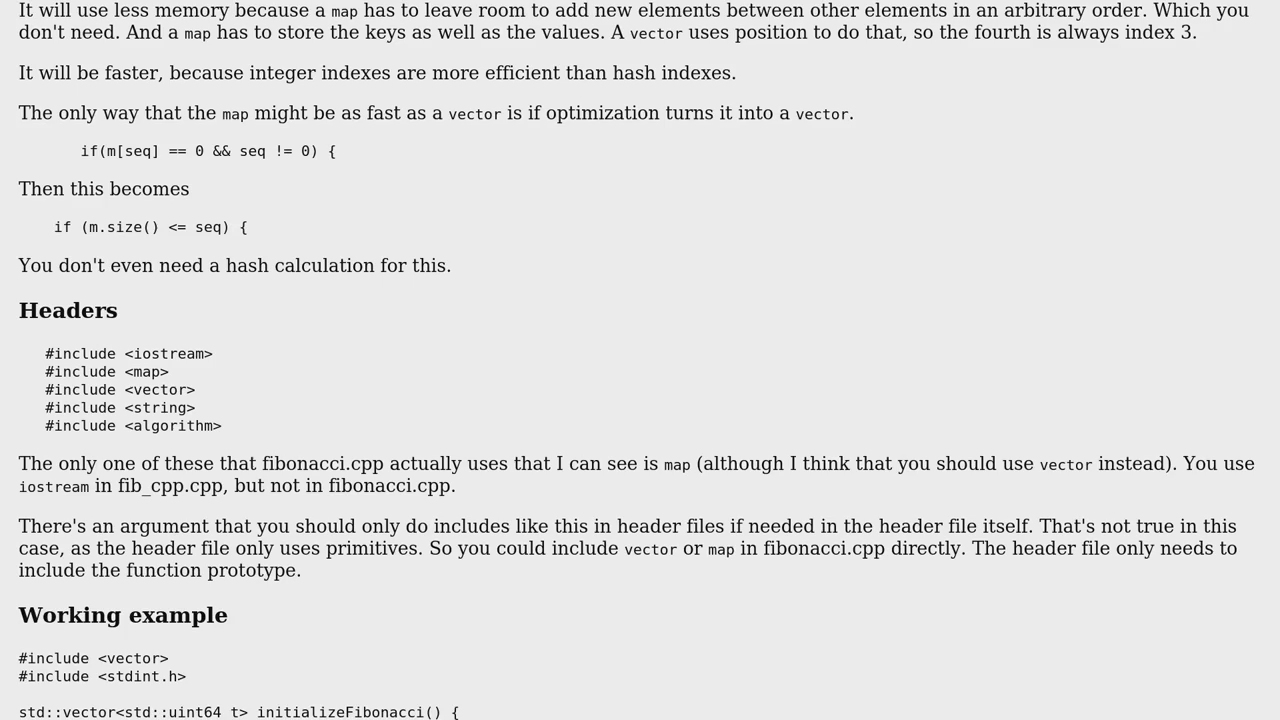 It will use less memory because a map has to leave room to add new elements between other elements in an arbitrary order. Which you
don't need. And a map has to store the keys as well as the values. A vector uses position to do that, so the fourth is always index 3.
It will be faster, because integer indexes are more efficient than hash indexes.
The only way that the map might be as fast as a vector is if optimization turns it into a vector.
if(m[seq] == 0 && seq != 0) {
Then this becomes
if (m.size() <= seq) {
You don't even need a hash calculation for this.
Headers
#include <iostream>
#include <map>
#include <vector>
#include <string>
#include <algorithm>
The only one of these that fibonacci.cpp actually uses that I can see is map (although I think that you should use vector instead). You use
iostream in fib_cpp.cpp, but not in fibonacci.cpp.
There's an argument that you should only do includes like this in header files if needed in the header file itself. That's not true in this
case, as the header file only uses primitives. So you could include vector or map in fibonacci.cpp directly. The header file only needs to
include the function prototype.
Working example
#include <vector>
#include <stdint.h>
std::vector<std::uint64_t> initializeFibonacci() {